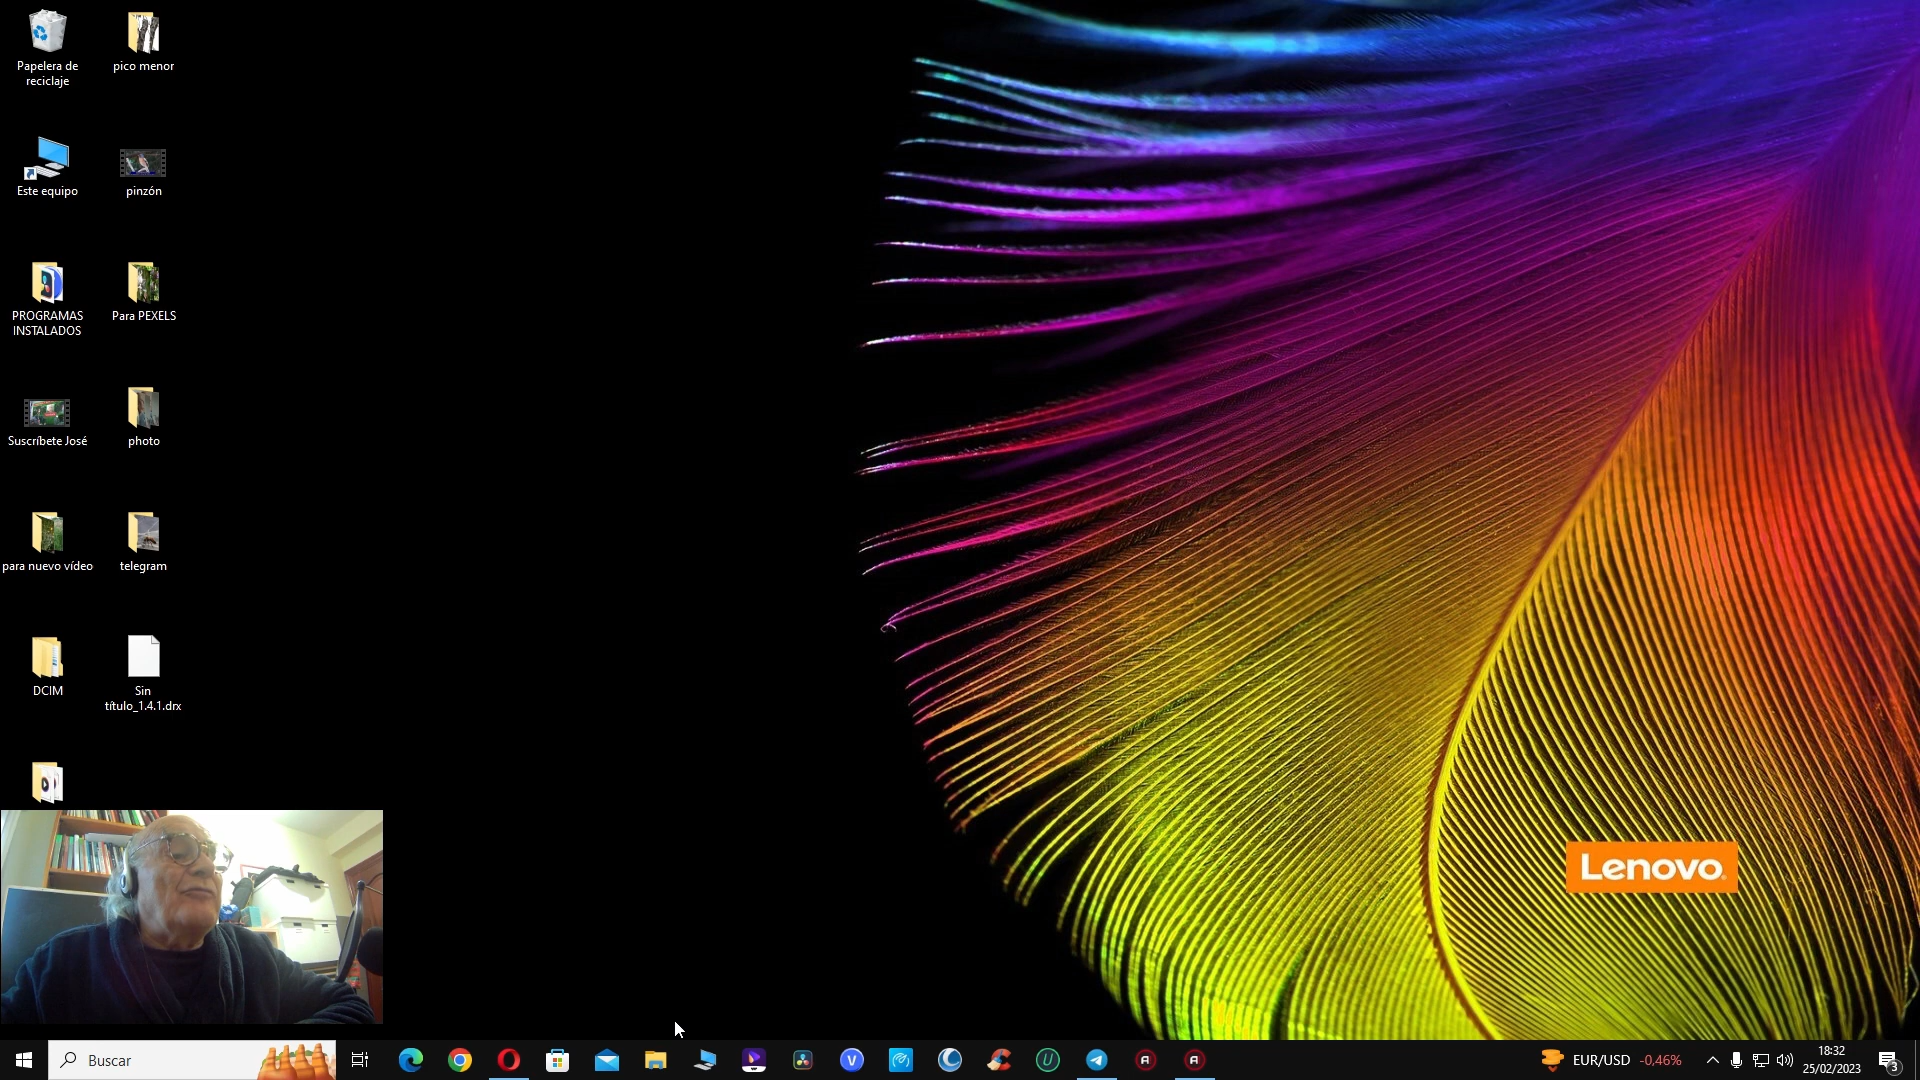 Papelera de
reciclaje
pico menor
Este equipo
pinzón
PROGRAMAS
INSTALADOS
Para PEXELS
Suscríbete José
photo
para nuevo vídeo
telegram
DCIM
Sin
título_1.4.1.drx
Lenovo
Buscar
EUR/USD
-0,46%
18:32
25/02/2023
3